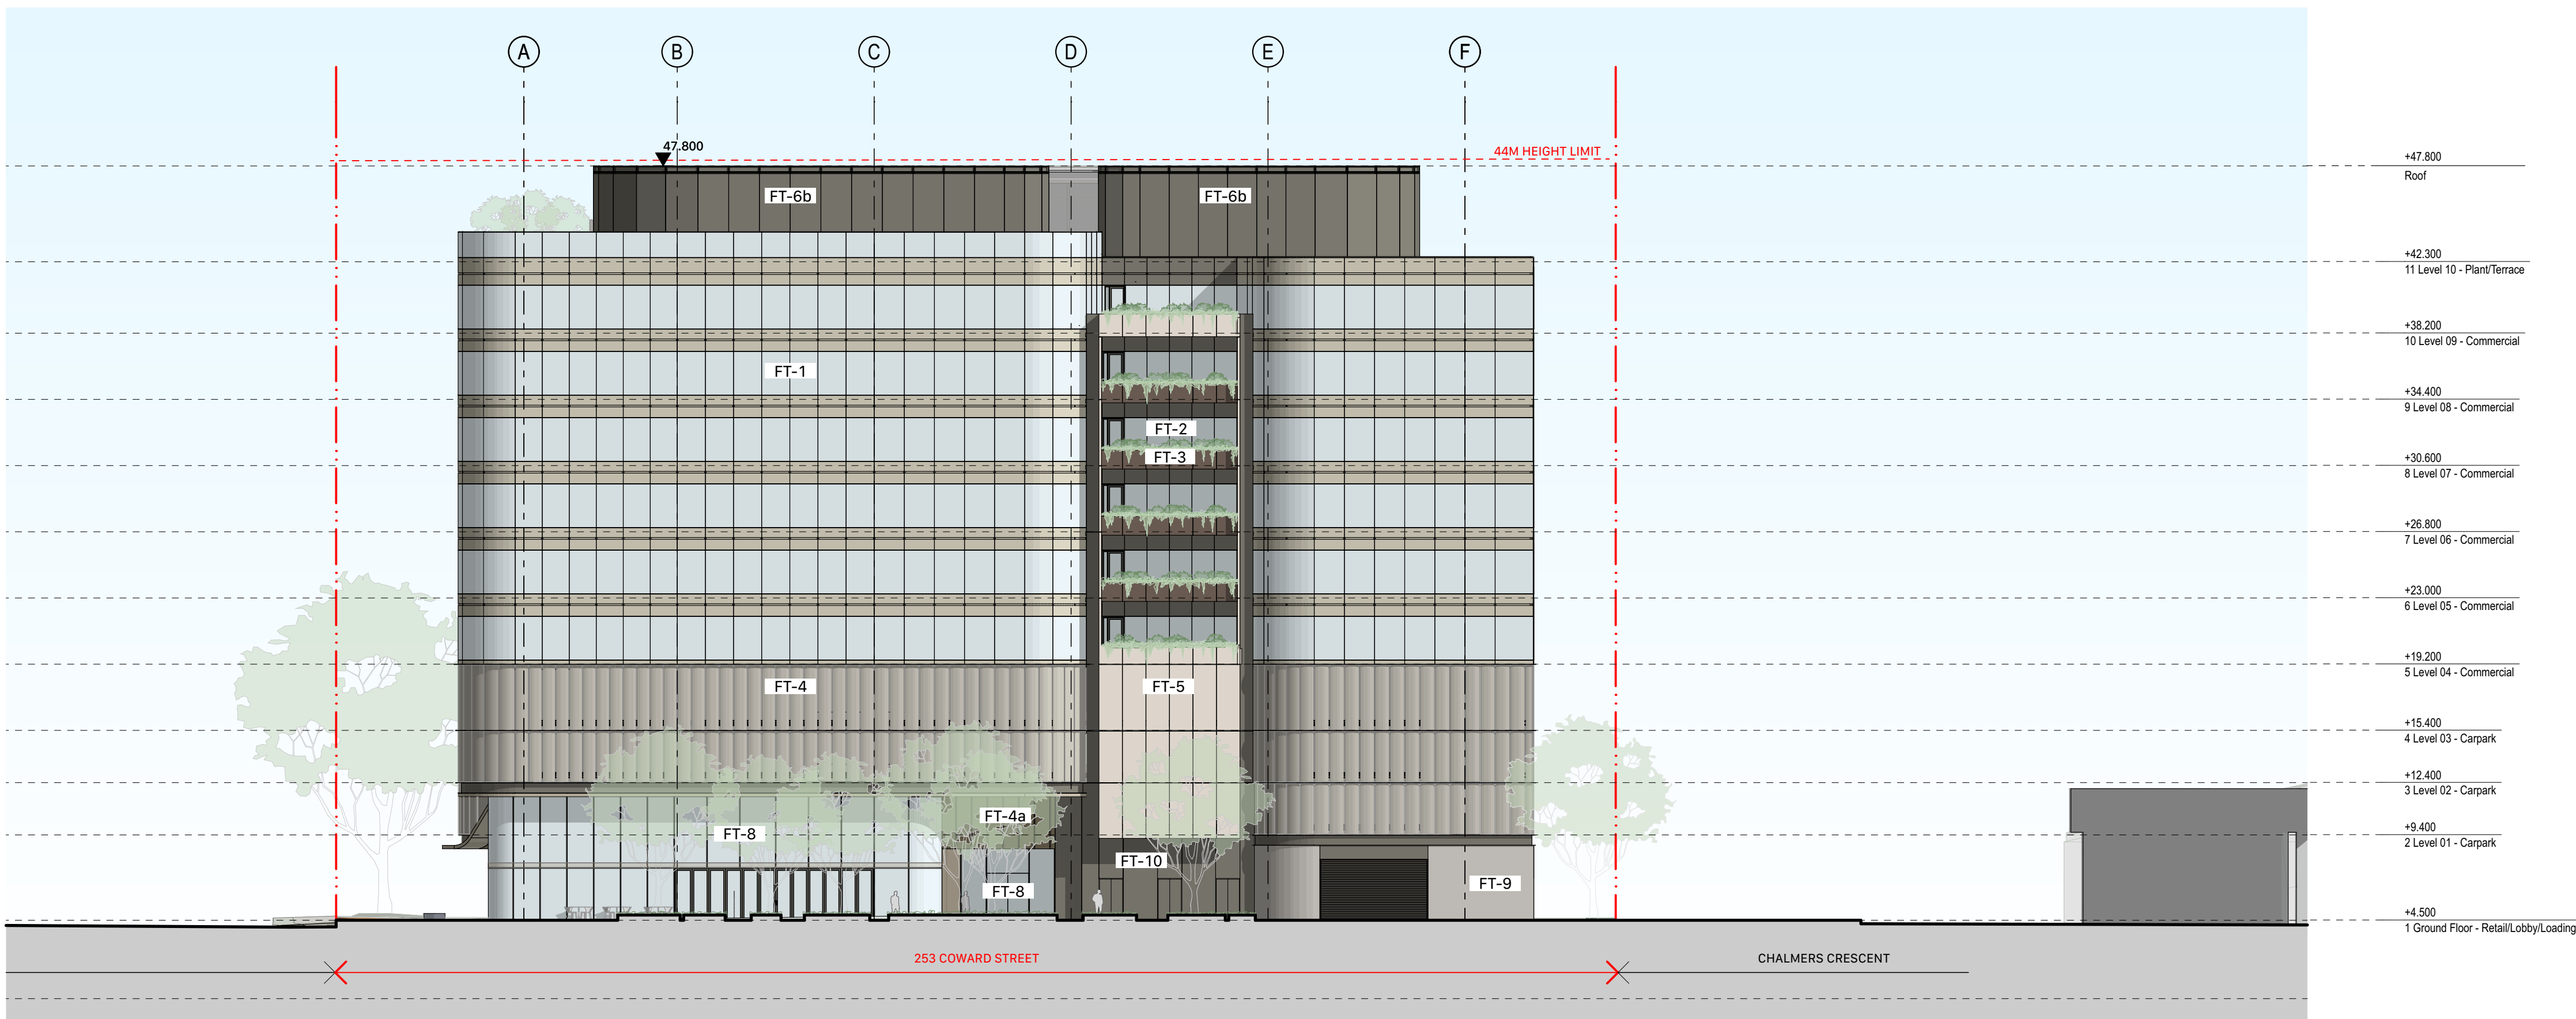 A
B
C
D
E
F
47.800
44M HEIGHT LIMIT
+47.800
Roof
FT-6b
FT-6b
+42.300
11 Level 10 - Plant/Terrace
+38.200
10 Level 09 - Commercial
FT-1
+34.400
9 Level 08 - Commercial
FT-2
FT-3
+30.600
8 Level 07 - Commercial
+26.800
7 Level 06 - Commercial
+23.000
6 Level 05 - Commercial
+19.200
5 Level 04 - Commercial
FT-4
FT-5
+15.400
4 Level 03 - Carpark
+12.400
3 Level 02 - Carpark
FT-4a
FT-8
+9.400
2 Level 01 - Carpark
FT-10
FT-8
FT-9
+4.500
1 Ground Floor - Retail/Lobby/Loading
253 COWARD STREET
CHALMERS CRESCENT